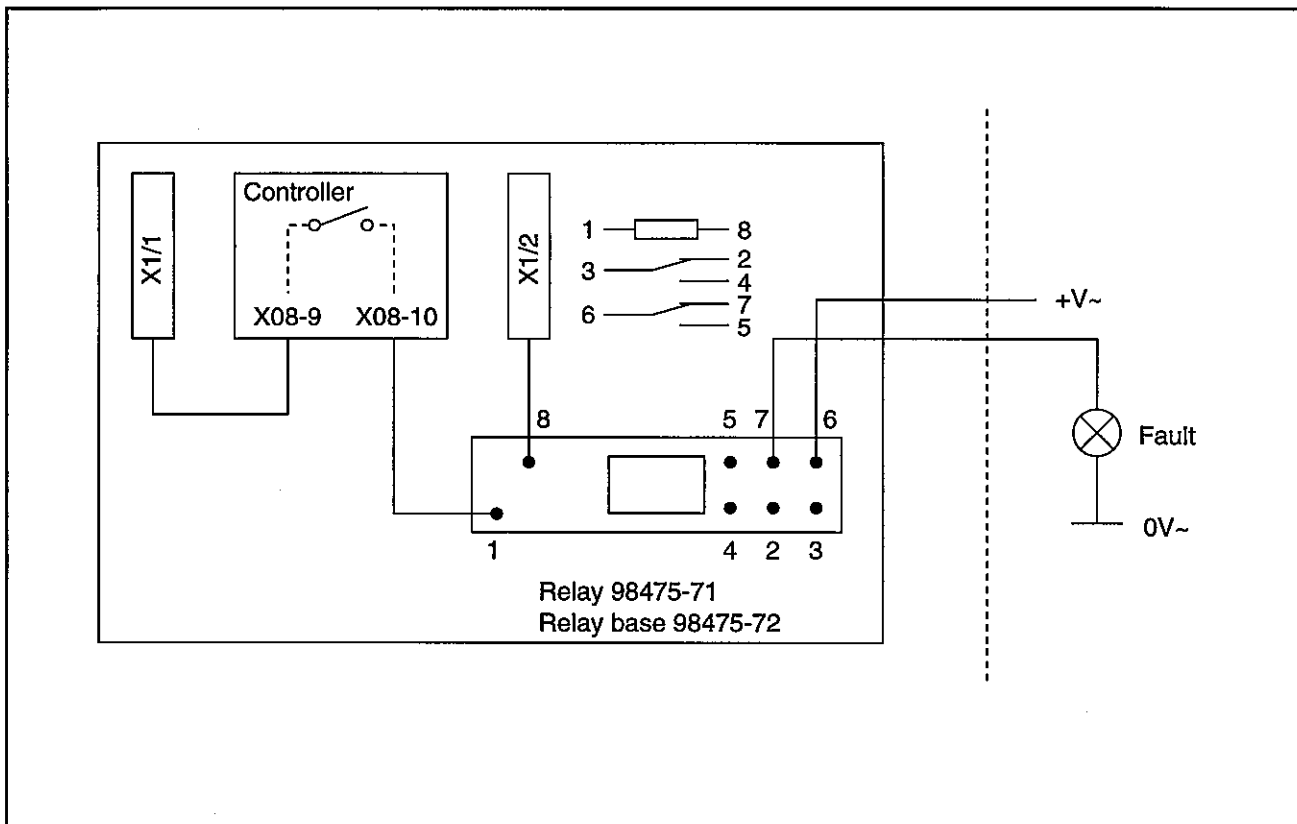 Controller
X1/1
X08-9 X08-10
X1/2
1 8
3 2
4
6 7
5
+V~
8 5 7 6
Fault
1 4 2 3
0V~
Relay 98475-71
Relay base 98475-72